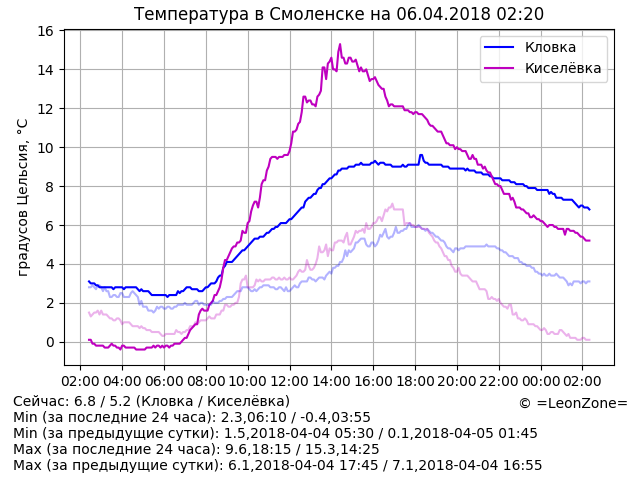 Температура в Смоленске на 06.04.2018 02:20
16
14
12
10
8
6
4
2
0
градусов Цельсия, °C
Кловка
Киселёвка
02:00 04:00 06:00 08:00 10:00 12:00 14:00 16:00 18:00 20:00 22:00 00:00 02:00
Сейчас: 6.8 / 5.2 (Кловка / Киселёвка)
© =LeonZone=
Min (за последние 24 часа): 2.3,06:10 / -0.4,03:55
Min (за предыдущие сутки): 1.5,2018-04-04 05:30 / 0.1,2018-04-05 01:45
Max (за последние 24 часа): 9.6,18:15 / 15.3,14:25
Max (за предыдущие сутки): 6.1,2018-04-04 17:45 / 7.1,2018-04-04 16:55